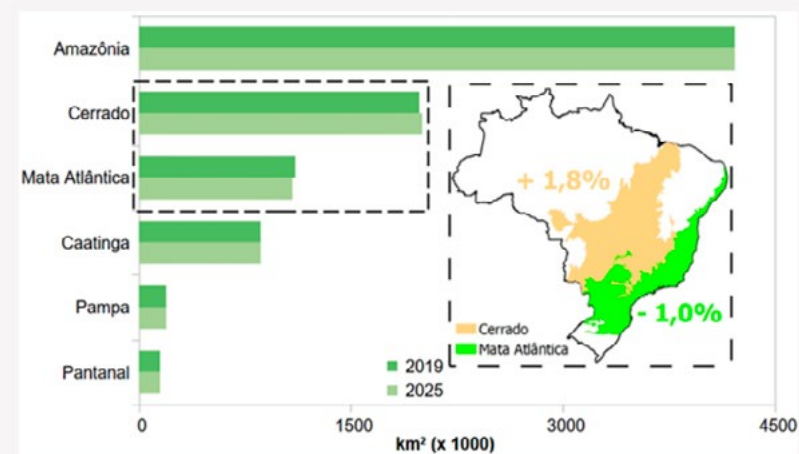 Amazônia
Cerrado
Mata Atlântica
Caatinga
Pampa
Pantanal
+ 1,8%
- 1,0%
Cerrado
Mata Atlântica
2019
2025
0 1500 3000 4500
km² (x 1000)